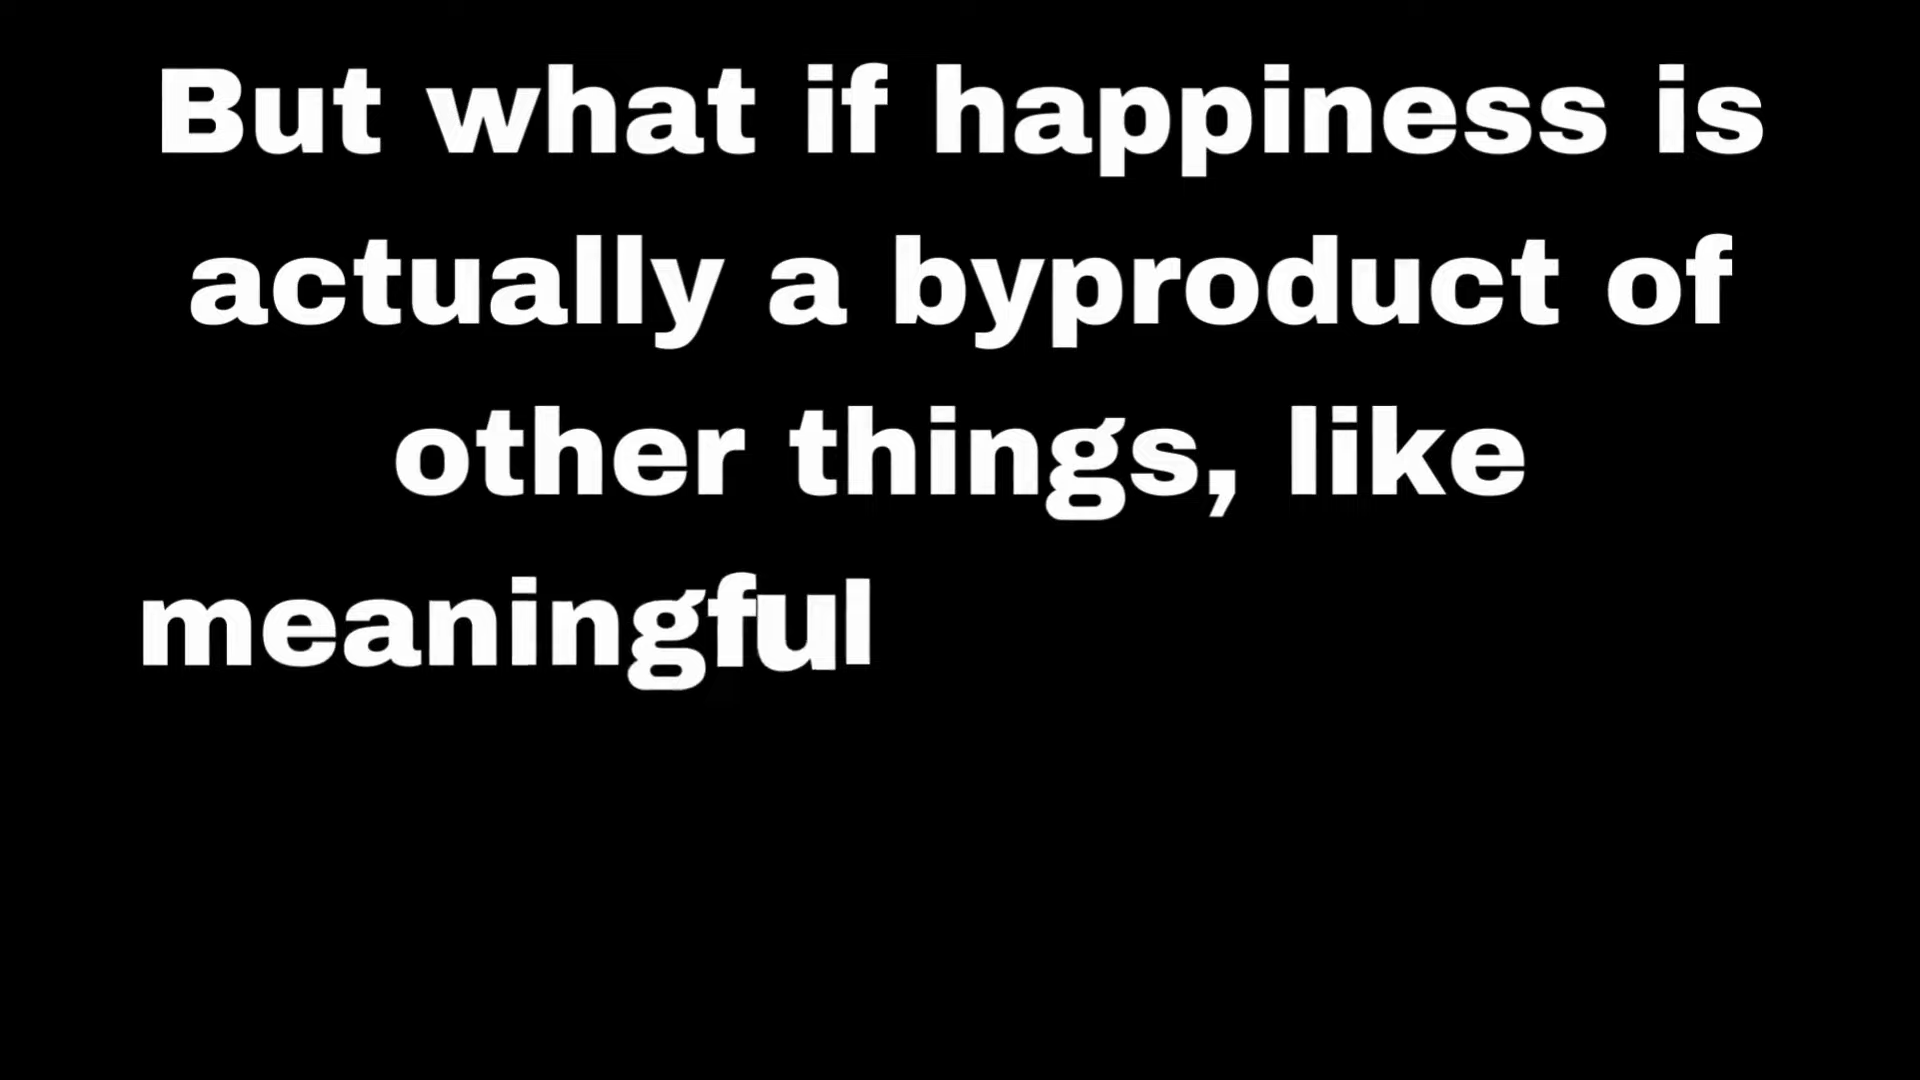 But what if happiness is
actually a byproduct of
other things, like
meaningful